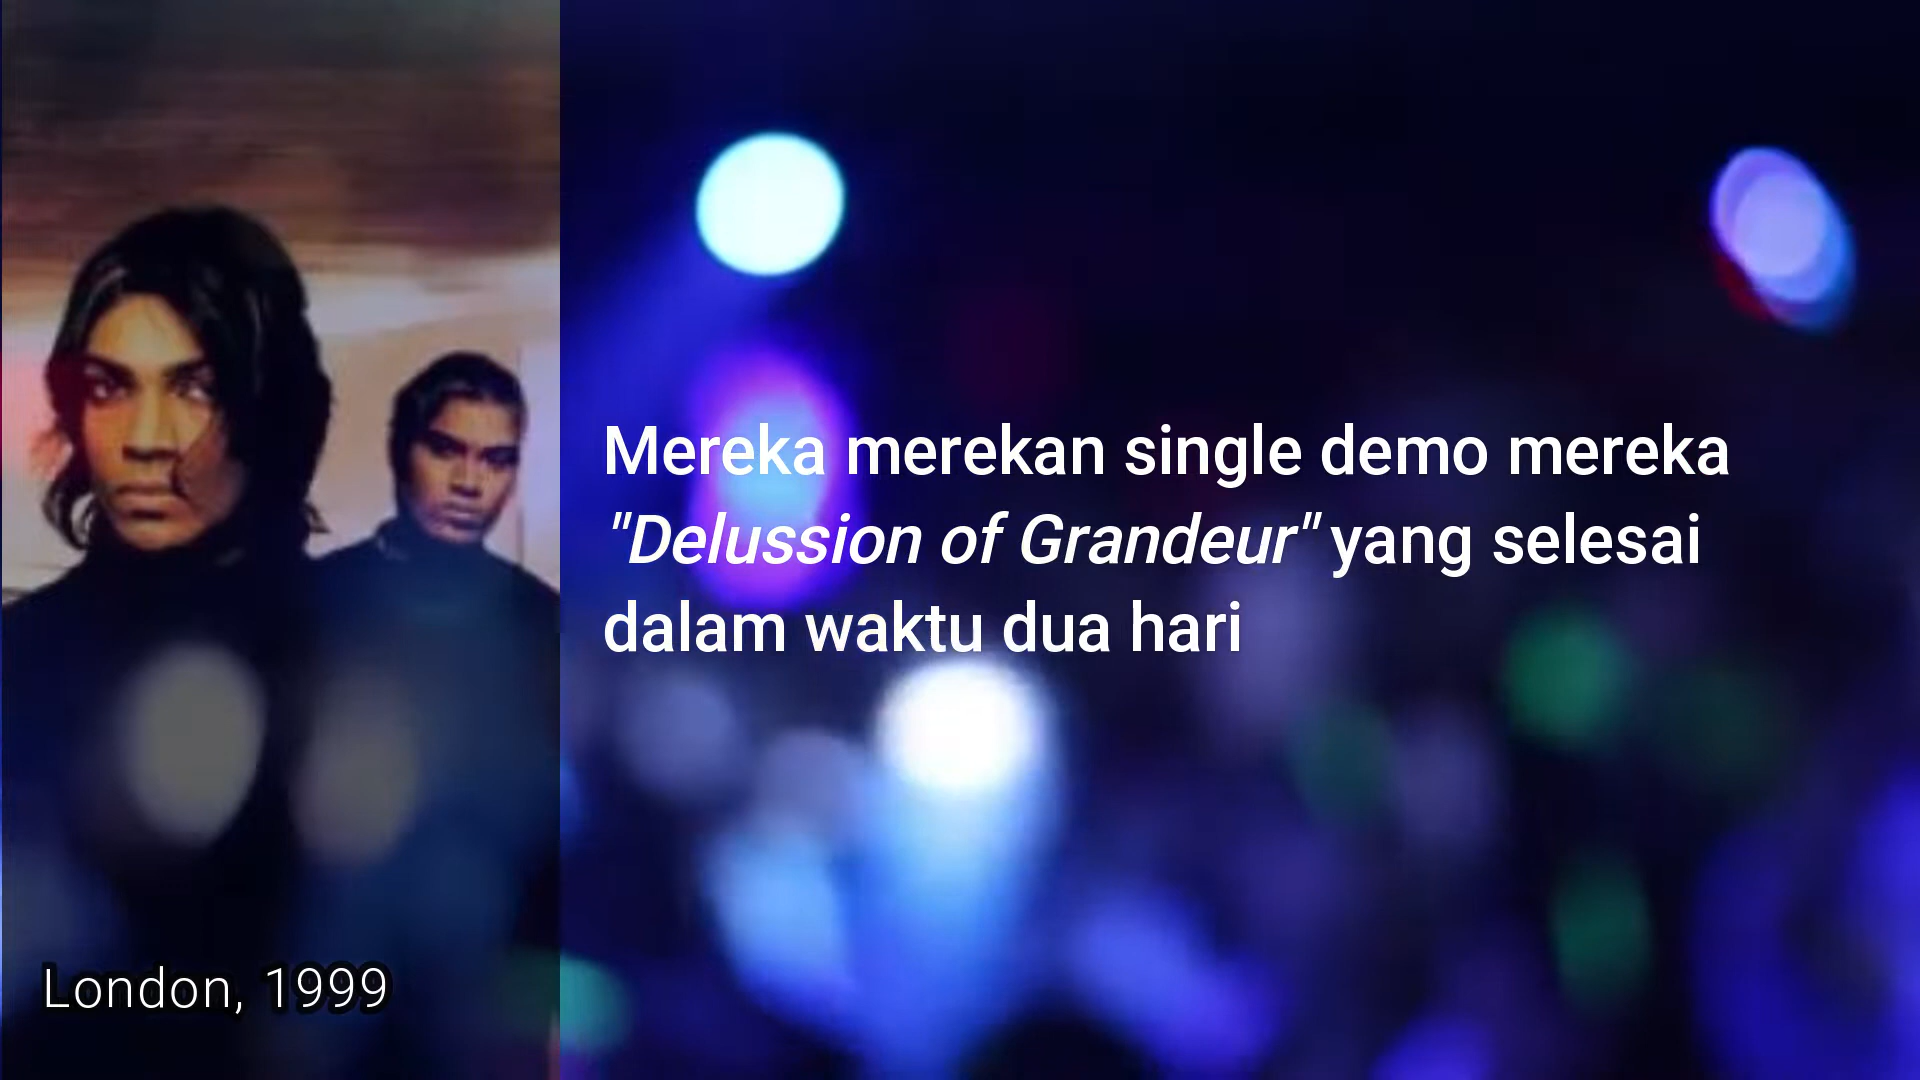 Mereka merekan single demo mereka
"Delussion of Grandeur" yang selesai
dalam waktu dua hari
London, 1999